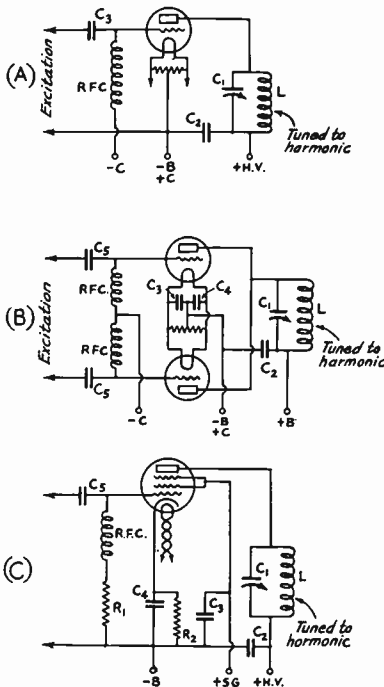 (A)
Excitation
C3
RFC
C1
L
C2
Tuned to
harmonic
-C
-B
+C
+H.V.
(B)
Excitation
C5
RFC.
RFC
C5
C3
C4
C1
L
C2
Tuned to
harmonic
-C
-B
+C
+B
(C)
C5
R.F.C.
R1
C4
R2
C3
C1
L
C2
Tuned to
harmonic
-B
+SG
+H.V.